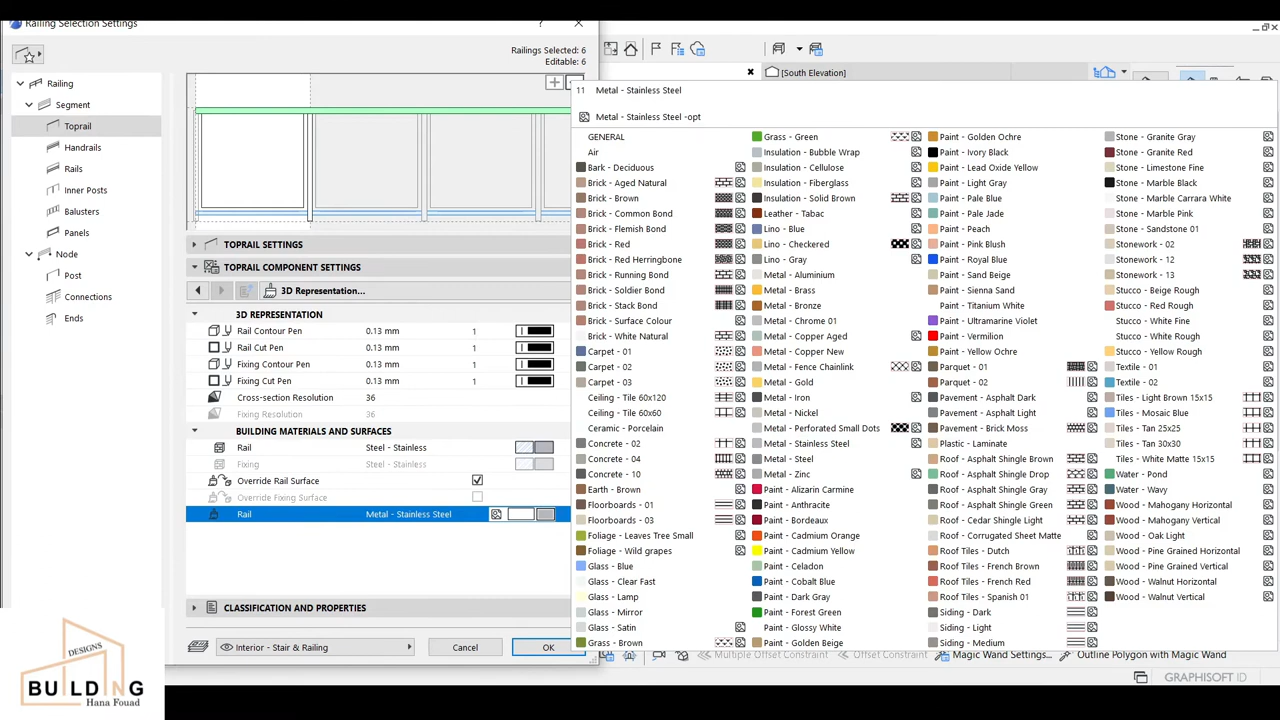 Railing Selection Settings
?
Railings Selected: 6
Editable: 6
Railing
Segment
Toprail
Handrails
Rails
Inner Posts
Balusters
Panels
Node
Post
Connections
Ends
TOPRAIL SETTINGS
TOPRAIL COMPONENT SETTINGS
3D Representation...
3D REPRESENTATION
Rail Contour Pen 0.13 mm 1
Rail Cut Pen 0.13 mm 1
Fixing Contour Pen 0.13 mm 1
Fixing Cut Pen 0.13 mm 1
Cross-section Resolution 36
Fixing Resolution 36
BUILDING MATERIALS AND SURFACES
Rail Steel - Stainless
Fixing Steel - Stainless
Override Rail Surface
Override Fixing Surface
Rail Metal - Stainless Steel
CLASSIFICATION AND PROPERTIES
Interior - Stair & Railing
Cancel
OK
[South Elevation]
11 Metal - Stainless Steel
Metal - Stainless Steel -opt
GENERAL
Air
Bark - Deciduous
Brick - Aged Natural
Brick - Brown
Brick - Common Bond
Brick - Flemish Bond
Brick - Red
Brick - Red Herringbone
Brick - Running Bond
Brick - Soldier Bond
Brick - Stack Bond
Brick - Surface Colour
Brick - White Natural
Carpet - 01
Carpet - 02
Carpet - 03
Ceiling - Tile 60x120
Ceiling - Tile 60x60
Ceramic - Porcelain
Concrete - 02
Concrete - 04
Concrete - 10
Earth - Brown
Floorboards - 01
Floorboards - 03
Foliage - Leaves Tree Small
Foliage - Wild grapes
Glass - Blue
Glass - Clear Fast
Glass - Lamp
Glass - Mirror
Glass - Satin
Grass - Brown
Grass - Green
Insulation - Bubble Wrap
Insulation - Cellulose
Insulation - Fiberglass
Insulation - Solid Brown
Leather - Tabac
Lino - Blue
Lino - Checkered
Lino - Gray
Metal - Aluminium
Metal - Brass
Metal - Bronze
Metal - Chrome 01
Metal - Copper Aged
Metal - Copper New
Metal - Fence Chainlink
Metal - Gold
Metal - Iron
Metal - Nickel
Metal - Perforated Small Dots
Metal - Stainless Steel
Metal - Steel
Metal - Zinc
Paint - Alizarin Carmine
Paint - Anthracite
Paint - Bordeaux
Paint - Cadmium Orange
Paint - Cadmium Yellow
Paint - Celadon
Paint - Cobalt Blue
Paint - Dark Gray
Paint - Forest Green
Paint - Glossy White
Paint - Golden Beige
Paint - Golden Ochre
Paint - Ivory Black
Paint - Lead Oxide Yellow
Paint - Light Gray
Paint - Pale Blue
Paint - Pale Jade
Paint - Peach
Paint - Pink Blush
Paint - Royal Blue
Paint - Sand Beige
Paint - Sienna Sand
Paint - Titanium White
Paint - Ultramarine Violet
Paint - Vermilion
Paint - Yellow Ochre
Parquet - 01
Parquet - 02
Pavement - Asphalt Dark
Pavement - Asphalt Light
Pavement - Brick Moss
Plastic - Laminate
Roof - Asphalt Shingle Brown
Roof - Asphalt Shingle Drop
Roof - Asphalt Shingle Gray
Roof - Asphalt Shingle Green
Roof - Cedar Shingle Light
Roof - Corrugated Sheet Matte
Roof Tiles - Dutch
Roof Tiles - French Brown
Roof Tiles - French Red
Roof Tiles - Spanish 01
Siding - Dark
Siding - Light
Siding - Medium
Stone - Granite Gray
Stone - Granite Red
Stone - Limestone Fine
Stone - Marble Black
Stone - Marble Carrara White
Stone - Marble Pink
Stone - Sandstone 01
Stonework - 02
Stonework - 12
Stonework - 13
Stucco - Beige Rough
Stucco - Red Rough
Stucco - White Fine
Stucco - White Rough
Stucco - Yellow Rough
Textile - 01
Textile - 02
Tiles - Light Brown 15x15
Tiles - Mosaic Blue
Tiles - Tan 25x25
Tiles - Tan 30x30
Tiles - White Matte 15x15
Water - Pond
Water - Wavy
Wood - Mahogany Horizontal
Wood - Mahogany Vertical
Wood - Oak Light
Wood - Pine Grained Horizontal
Wood - Pine Grained Vertical
Wood - Walnut Horizontal
Wood - Walnut Vertical
Multiple Offset Constraint
Offset Constraint
Magic Wand Settings...
Outline Polygon with Magic Wand
GRAPHISOFT ID
DESIGNS
BUILDING
Hana Fouad